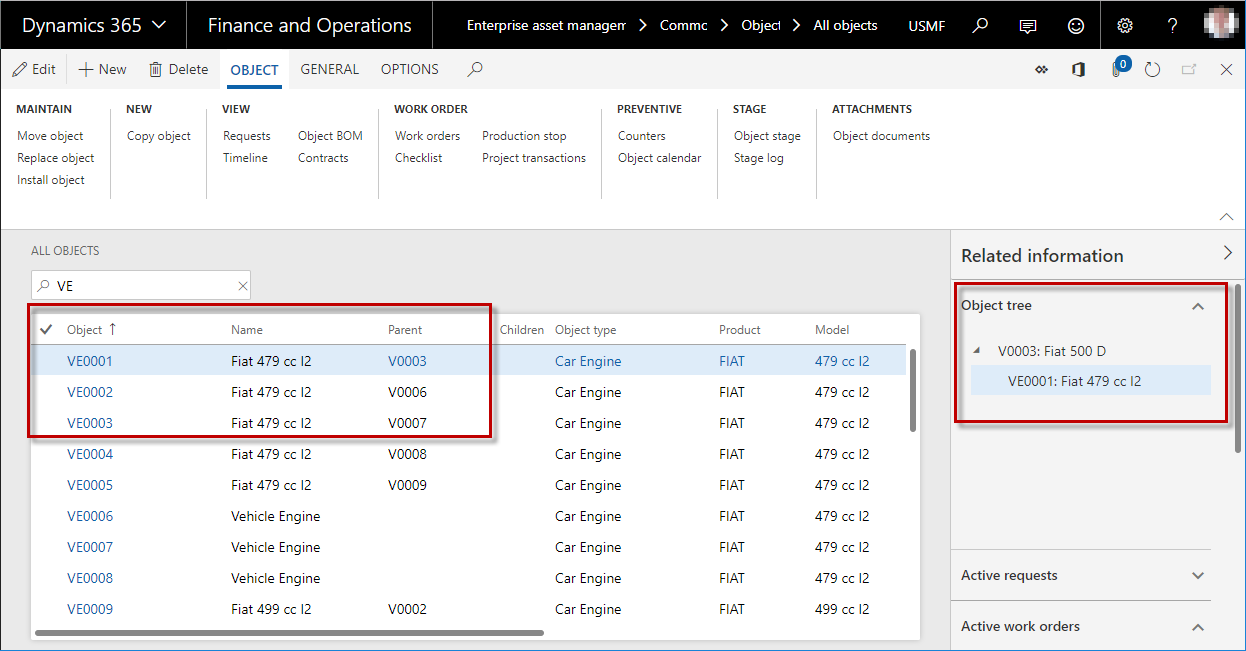 Dynamics 365 Finance and Operations Enterprise asset managem Commc Object All objects USMF ?
Edit New Delete OBJECT GENERAL OPTIONS 0
MAINTAIN NEW VIEW WORK ORDER PREVENTIVE STAGE ATTACHMENTS
Move object Copy object Requests Object BOM Work orders Production stop Counters Object stage Object documents
Replace object Timeline Contracts Checklist Project transactions Object calendar Stage log
Install object
ALL OBJECTS
VE
Object ↑ Name Parent Children Object type Product Model
VE0001 Fiat 479 cc I2 V0003 Car Engine FIAT 479 cc I2
VE0002 Fiat 479 cc I2 V0006 Car Engine FIAT 479 cc I2
VE0003 Fiat 479 cc I2 V0007 Car Engine FIAT 479 cc I2
VE0004 Fiat 479 cc I2 V0008 Car Engine FIAT 479 cc I2
VE0005 Fiat 479 cc I2 V0009 Car Engine FIAT 479 cc I2
VE0006 Vehicle Engine Car Engine FIAT 479 cc I2
VE0007 Vehicle Engine Car Engine FIAT 479 cc I2
VE0008 Vehicle Engine Car Engine FIAT 479 cc I2
VE0009 Fiat 499 cc I2 V0002 Car Engine FIAT 499 cc I2
Related information
Object tree
V0003: Fiat 500 D
VE0001: Fiat 479 cc I2
Active requests
Active work orders